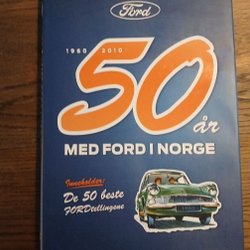 Ford
1960 2010
50
år
MED FORD I NORGE
Inneholder:
De 50 beste
FORDtellingene